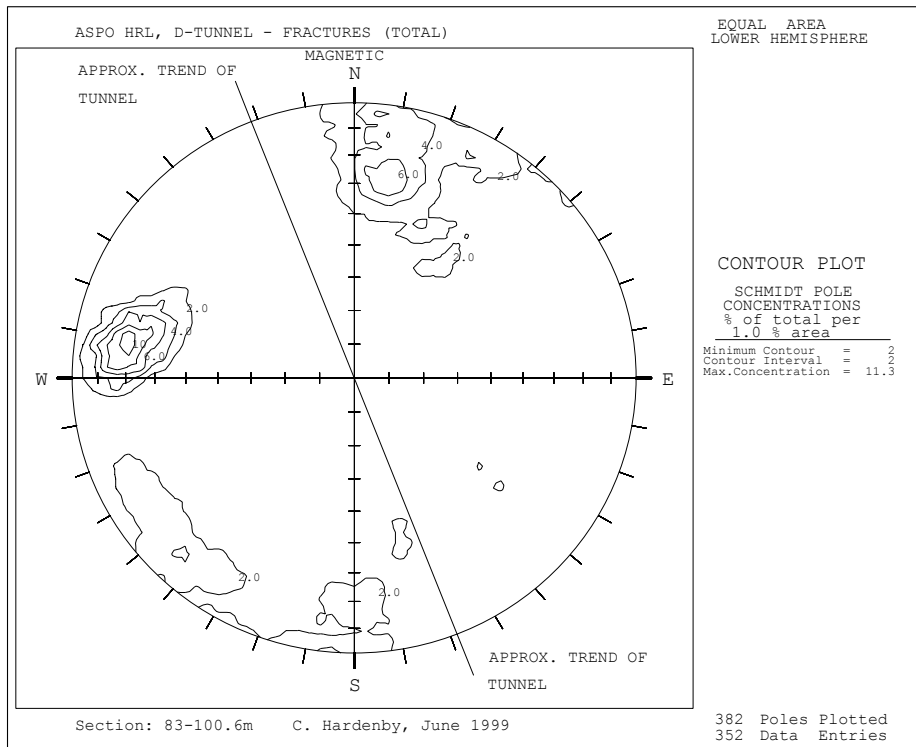 ASPO HRL, D-TUNNEL - FRACTURES (TOTAL)
EQUAL AREA
LOWER HEMISPHERE
MAGNETIC
N
APPROX. TREND OF
TUNNEL
4.0
6.0
2.0
2.0
2.0
4.0
10
6.0
W
E
CONTOUR PLOT
SCHMIDT POLE
CONCENTRATIONS
% of total per
1.0 % area
Minimum Contour = 2
Contour Interval = 2
Max.Concentration = 11.3
2.0
2.0
APPROX. TREND OF
TUNNEL
S
Section: 83-100.6m C. Hardenby, June 1999
382 Poles Plotted
352 Data Entries